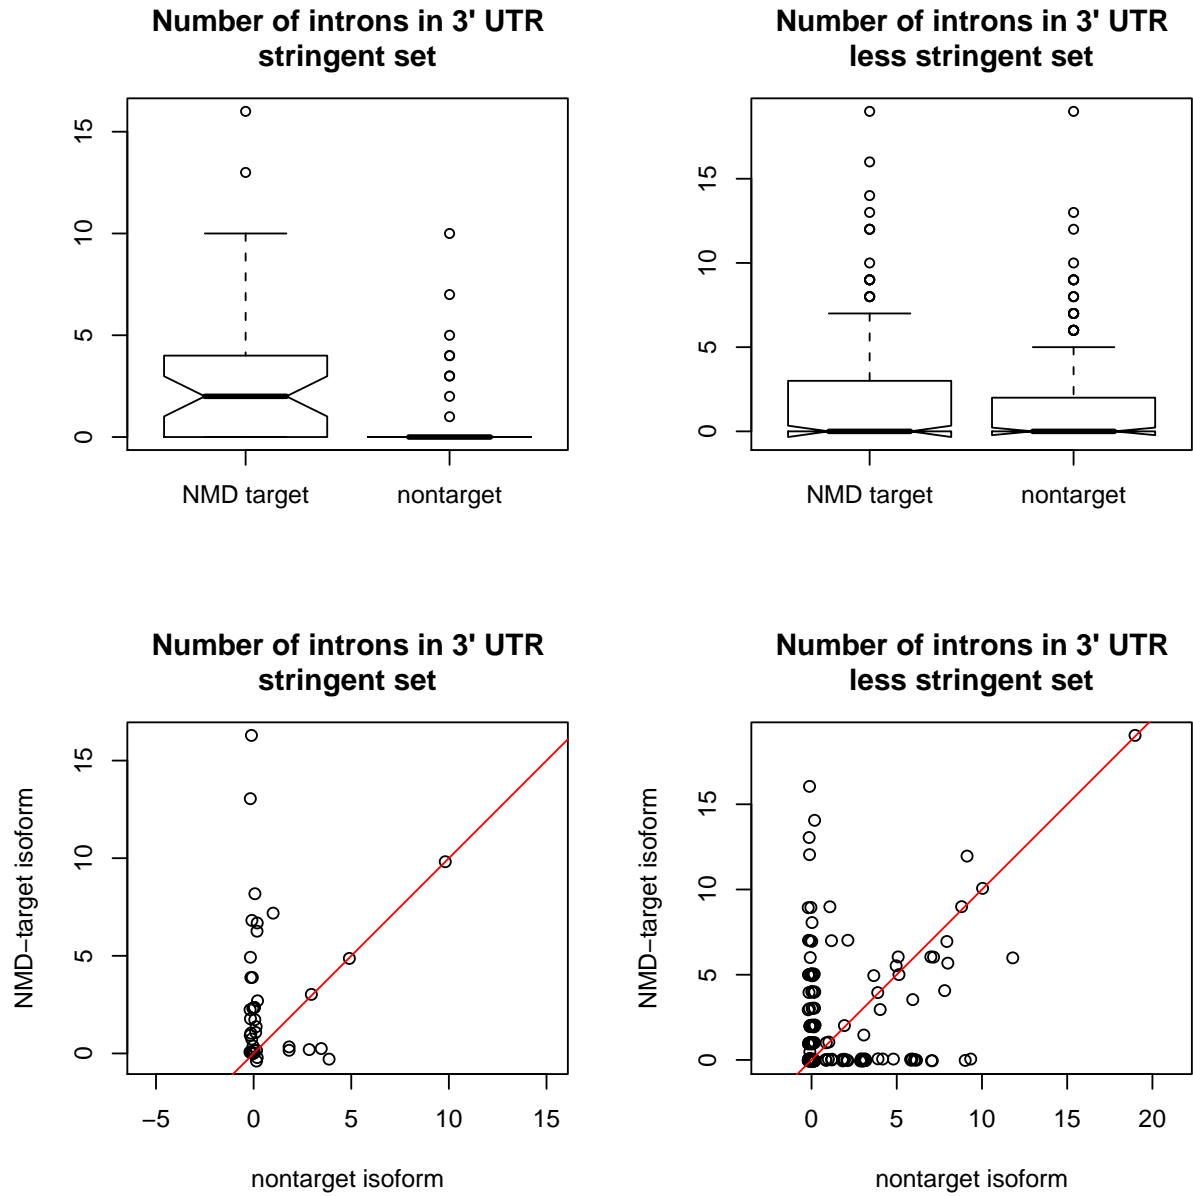 Number of introns in 3' UTR
stringent set
15
10
5
0
NMD target
nontarget
Number of introns in 3' UTR
less stringent set
15
10
5
0
NMD target
nontarget
Number of introns in 3' UTR
stringent set
NMD−target isoform
15
10
5
0
−5
0
5
10
15
nontarget isoform
Number of introns in 3' UTR
less stringent set
NMD−target isoform
15
10
5
0
0
5
10
15
20
nontarget isoform